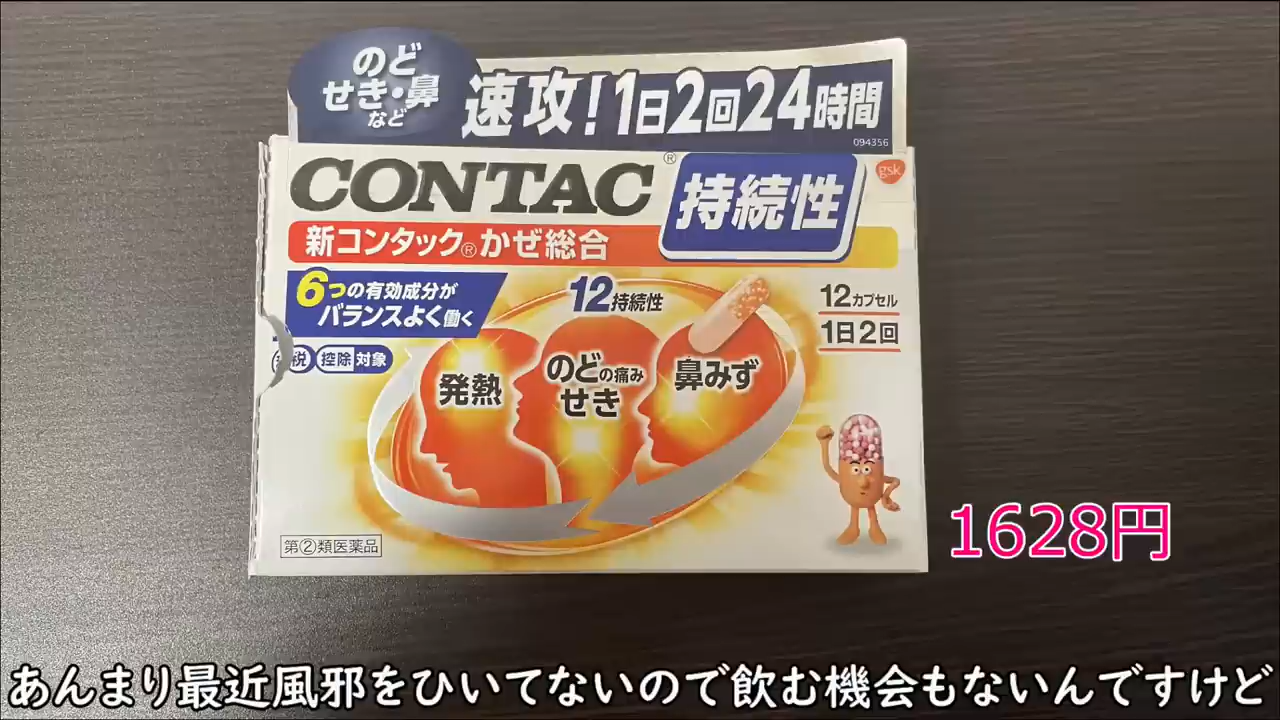 のど
せき・鼻
など
速攻!1日2回24時間
094356
CONTAC®
持続性
gsk
新コンタック®かぜ総合
6つの有効成分が
バランスよく働く
12持続性
12カプセル
1日2回
税 控除 対象
発熱
のどの痛み
せき
鼻みず
第②類医薬品
1628円
あんまり最近風邪をひいてないので飲む機会もないんですけど